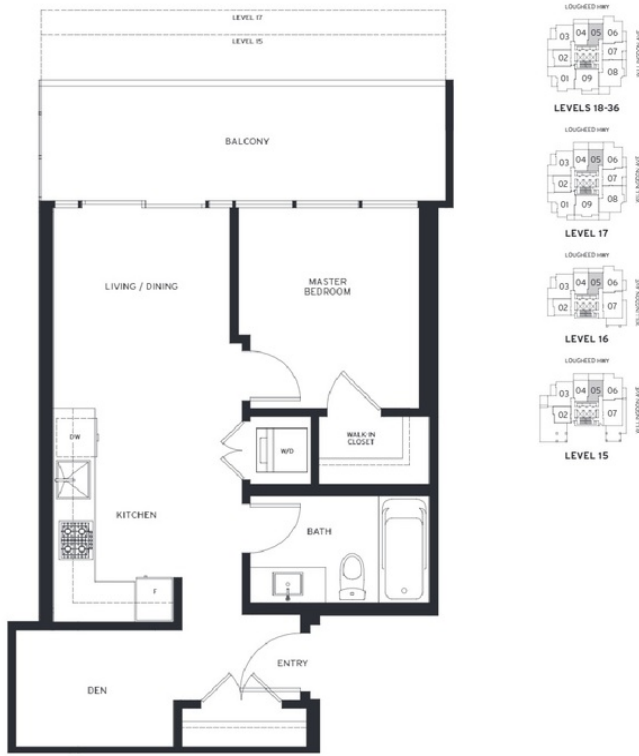 LEVEL 17
LEVEL 15
BALCONY
LIVING / DINING
MASTER
BEDROOM
DW
W/D
WALK-IN
CLOSET
KITCHEN
BATH
F
ENTRY
DEN
LOUGHEED HWY
03 04 05 06
02 07
01 09 08
LEVELS 18-36
LOUGHEED HWY
03 04 05 06
02 07
01 09 08
LEVEL 17
LOUGHEED HWY
03 04 05 06
02 07
LEVEL 16
LOUGHEED HWY
03 04 05 06
02 07
LEVEL 15